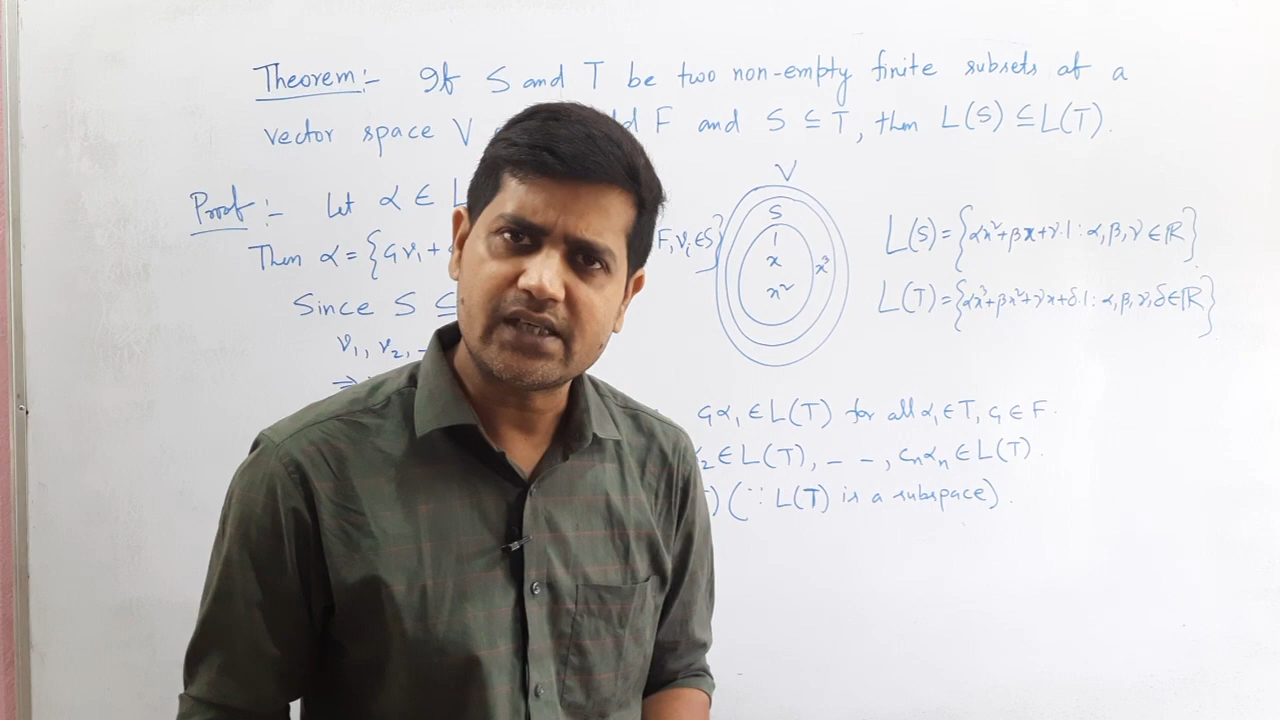 Theorem:- If S and T be two non-empty finite subsets of a
vector space V F and S ⊆ T, then L(S) ⊆ L(T).
Proof:- Let α ∈ L
Then α = {c₁v₁ + F, vᵢ ∈ S}
Since S ⊆
v₁, v₂, -
⇒
V
S
1
x
x²
x³
L(S) = {αx²+βx+γ.1 : α, β, γ ∈ ℝ}
L(T) = {αx³+βx²+γx+δ.1 : α, β, γ, δ ∈ ℝ}
c₁α₁ ∈ L(T) for all α₁ ∈ T, c₁ ∈ F.
₂ ∈ L(T), - - , cₙαₙ ∈ L(T).
) (∵ L(T) is a subspace).